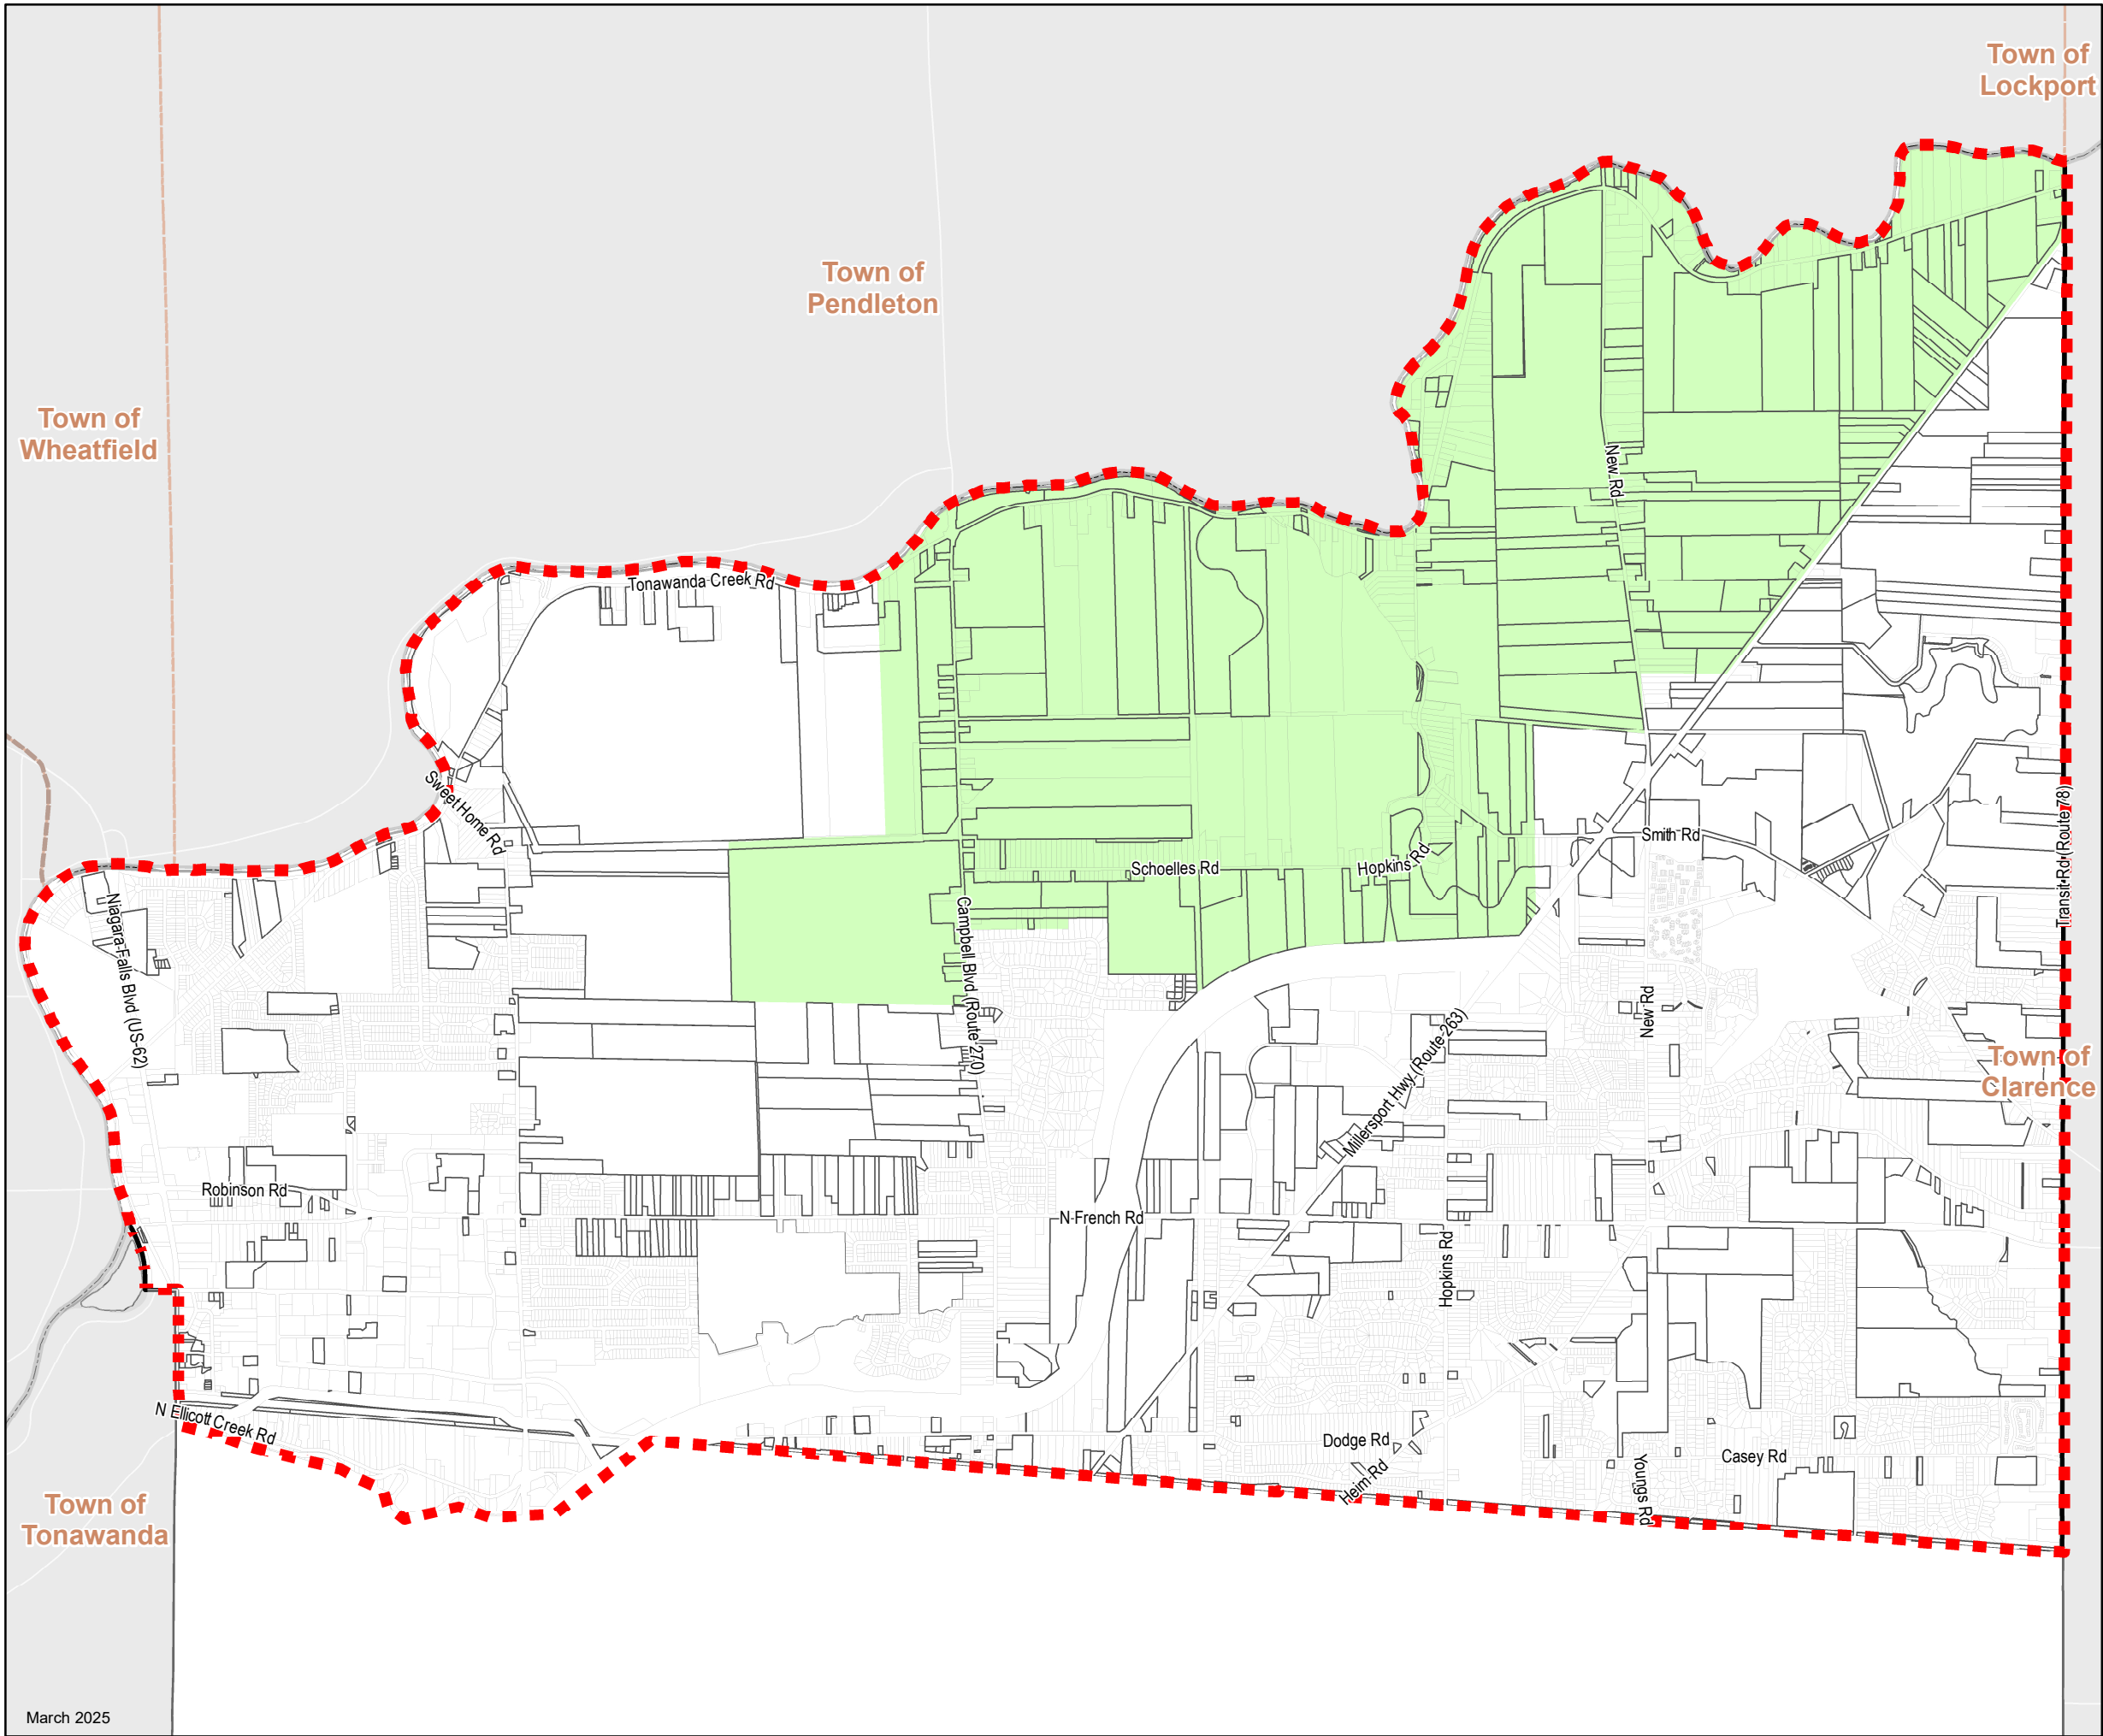 Town of
Lockport
Town of
Pendleton
Town of
Wheatfield
New Rd
Tonawanda Creek Rd
Sweet Home Rd
Smith Rd
Transit Rd (Route 78)
Schoelles Rd
Hopkins Rd
Niagara Falls Blvd (US-62)
Campbell Blvd (Route 270)
New Rd
Millersport Hwy (Route 263)
Town of
Clarence
Robinson Rd
N French Rd
Hopkins Rd
N Ellicott Creek Rd
Dodge Rd
Heim Rd
Youngs Rd
Casey Rd
Town of
Tonawanda
March 2025